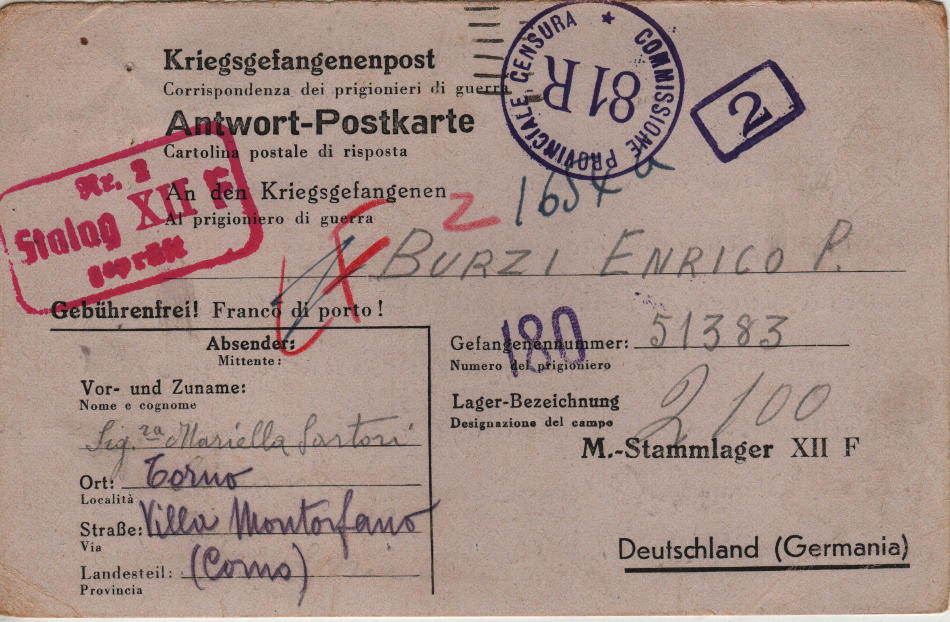 Kriegsgefangenenpost
Corrispondenza dei prigionieri di guerra
Antwort-Postkarte
Cartolina postale di risposta
An den Kriegsgefangenen
Al prigioniero di guerra
COMMISSIONE PROVINCIALE CENSURA
81R
2
Nr. 2
Stalag XII F
geprüft
2
1654a
BURZI ENRICO P.
Gebührenfrei! Franco di porto!
Absender:
Mittente:
Vor- und Zuname:
Nome e cognome
Sig.ra Mariella Sartori
Ort: Torno
Località
Straße: Villa Montorfano
Via
Landesteil: (Como)
Provincia
180
Gefangenennummer: 51383
Numero del prigioniero
Lager-Bezeichnung
Designazione del campo
2100
M.-Stammlager XII F
Deutschland (Germania)